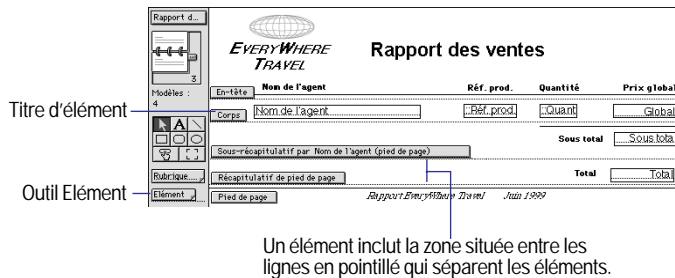 Rapport d...
3
Modèles :
4
A
Rubrique...
Elément
EVERYWHERE
TRAVEL
Rapport des ventes
Nom de l'agent
Réf. prod.
Quantité
Prix global
En-tête
Corps
Nom de l'agent
::Réf. prod.
::Quant
Global
Sous total
Sous.tota
Sous-récapitulatif par Nom de l'agent (pied de page)
Récapitulatif de pied de page
Total
Total
Pied de page
Rapport EveryWhere Travel
Juin 1999
Titre d'élément
Outil Elément
Un élément inclut la zone située entre les
lignes en pointillé qui séparent les éléments.